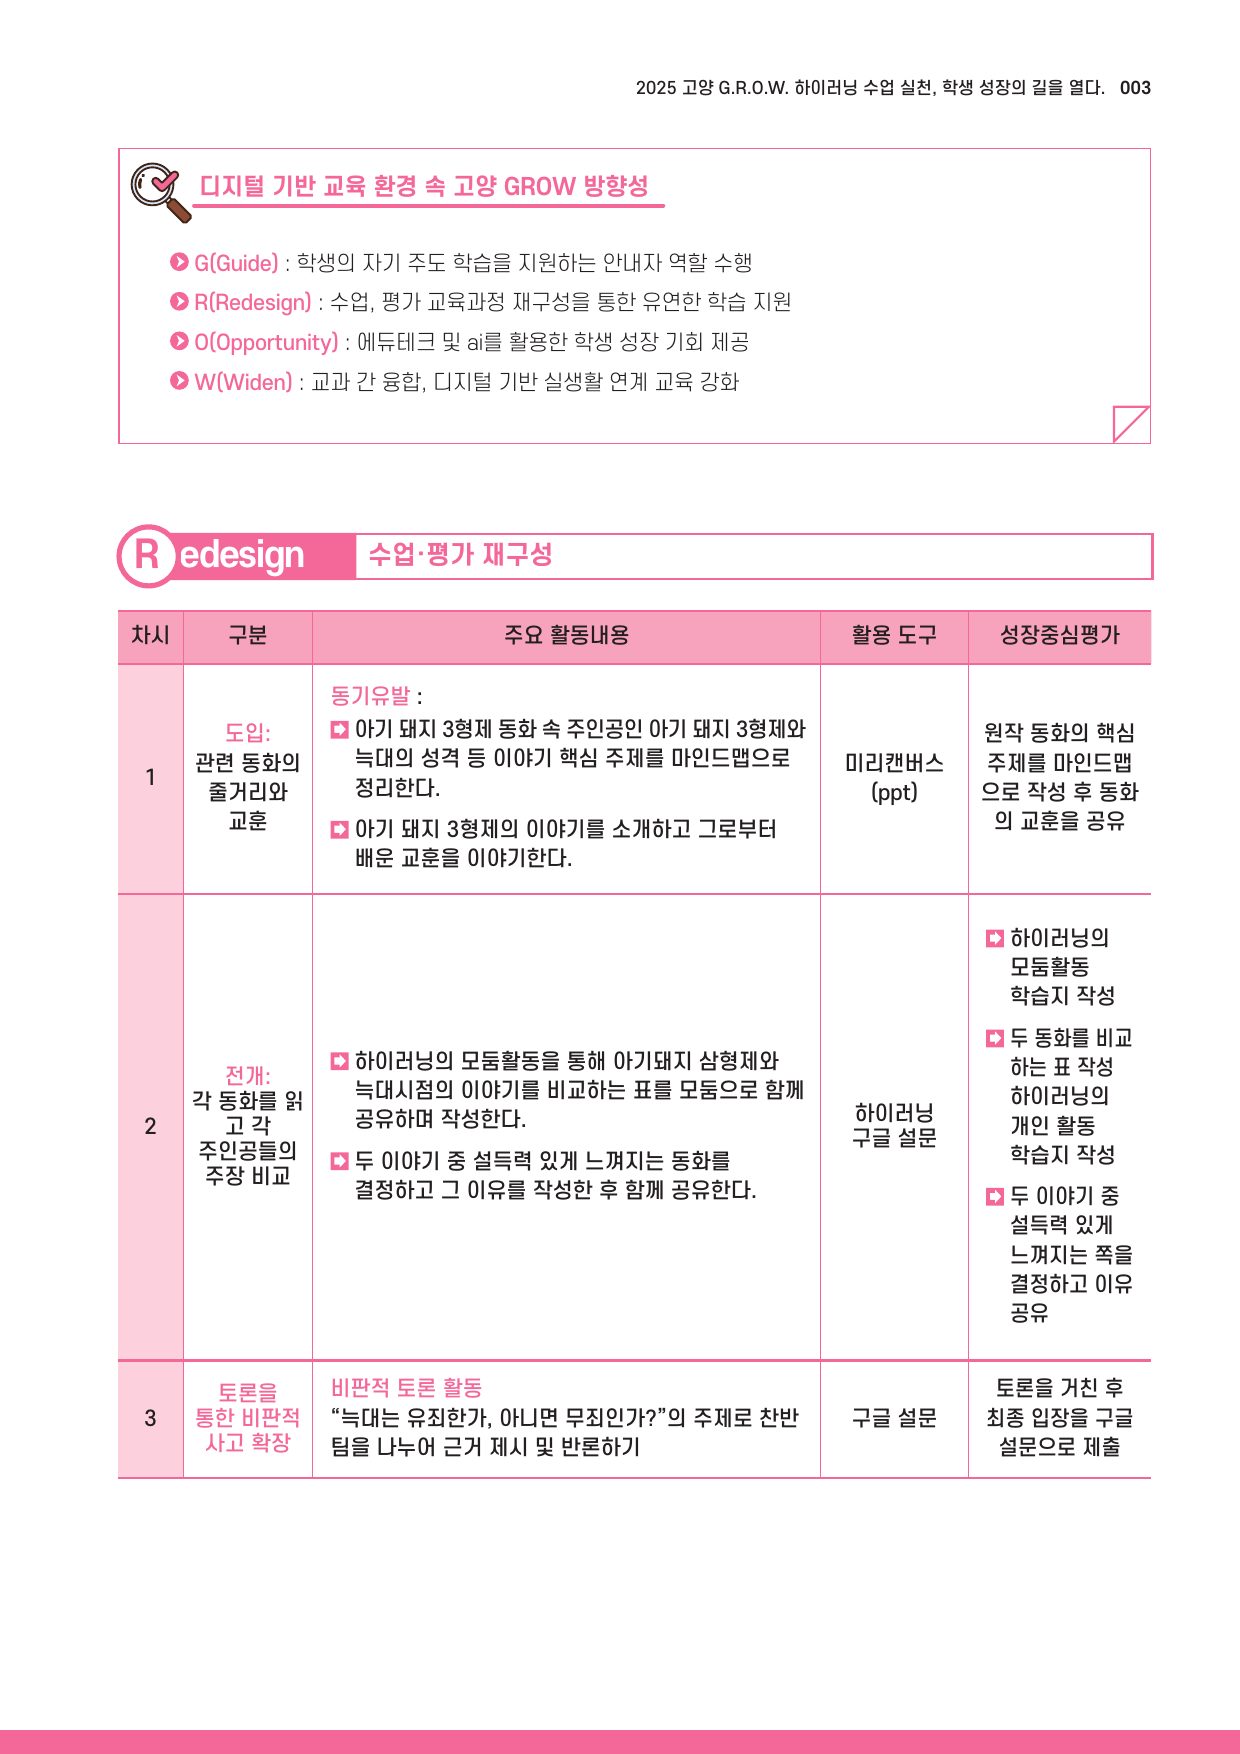 2025 고양 G.R.O.W. 하이러닝 수업 실천, 학생 성장의 길을 열다. 003
디지털 기반 교육 환경 속 고양 GROW 방향성
G(Guide) : 학생의 자기 주도 학습을 지원하는 안내자 역할 수행
R(Redesign) : 수업, 평가 교육과정 재구성을 통한 유연한 학습 지원
O(Opportunity) : 에듀테크 및 ai를 활용한 학생 성장 기회 제공
W(Widen) : 교과 간 융합, 디지털 기반 실생활 연계 교육 강화
Redesign 수업·평가 재구성
차시 구분 주요 활동내용 활용 도구 성장중심평가
1
도입:
관련 동화의
줄거리와
교훈
동기유발 :
아기 돼지 3형제 동화 속 주인공인 아기 돼지 3형제와
늑대의 성격 등 이야기 핵심 주제를 마인드맵으로
정리한다.
아기 돼지 3형제의 이야기를 소개하고 그로부터
배운 교훈을 이야기한다.
미리캔버스
(ppt)
원작 동화의 핵심
주제를 마인드맵
으로 작성 후 동화
의 교훈을 공유
2
전개:
각 동화를 읽
고 각
주인공들의
주장 비교
하이러닝의 모둠활동을 통해 아기돼지 삼형제와
늑대시점의 이야기를 비교하는 표를 모둠으로 함께
공유하며 작성한다.
두 이야기 중 설득력 있게 느껴지는 동화를
결정하고 그 이유를 작성한 후 함께 공유한다.
하이러닝
구글 설문
하이러닝의
모둠활동
학습지 작성
두 동화를 비교
하는 표 작성
하이러닝의
개인 활동
학습지 작성
두 이야기 중
설득력 있게
느껴지는 쪽을
결정하고 이유
공유
3
토론을
통한 비판적
사고 확장
비판적 토론 활동
“늑대는 유죄한가, 아니면 무죄인가?”의 주제로 찬반
팀을 나누어 근거 제시 및 반론하기
구글 설문
토론을 거친 후
최종 입장을 구글
설문으로 제출